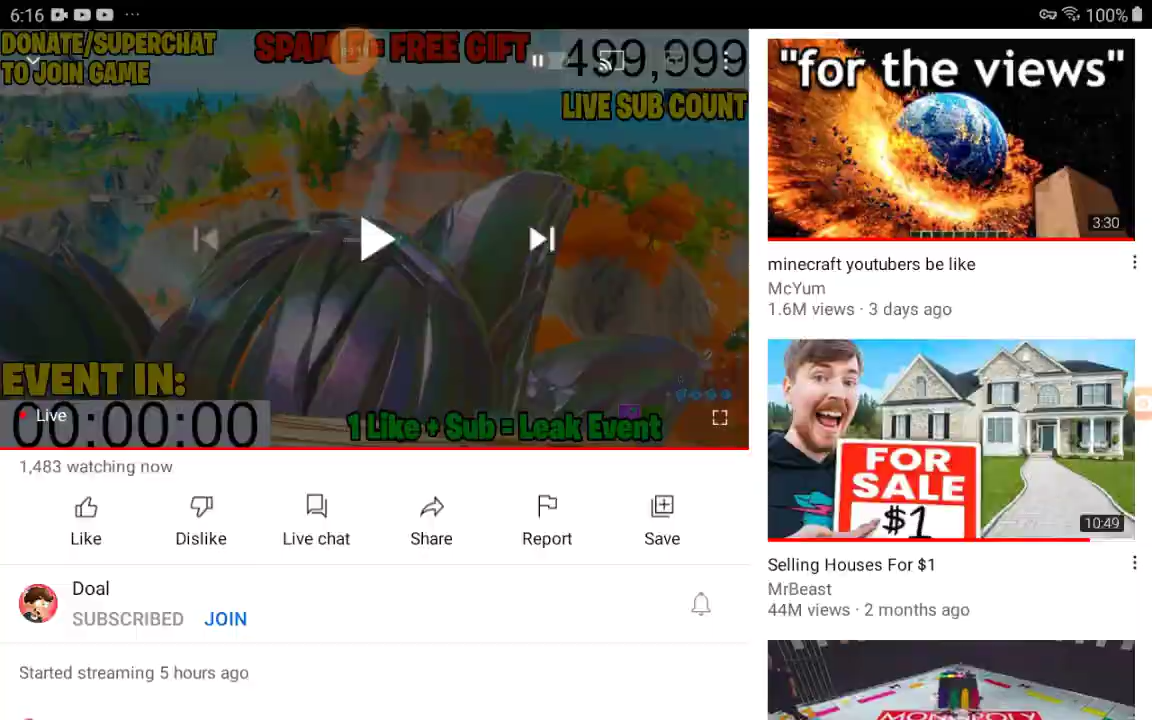 6:16
100%
DONATE/SUPERCHAT
TO JOIN GAME
= FREE GIFT
499,999
LIVE SUB COUNT
EVENT IN:
00:00:00
Live
1 Like + Sub = Leak Event
1,483 watching now
Like
Dislike
Live chat
Share
Report
Save
Doal
SUBSCRIBED
JOIN
Started streaming 5 hours ago
"for the views"
3:30
minecraft youtubers be like
McYum
1.6M views · 3 days ago
FOR
SALE
$1
10:49
Selling Houses For $1
MrBeast
44M views · 2 months ago
MONOPOLY